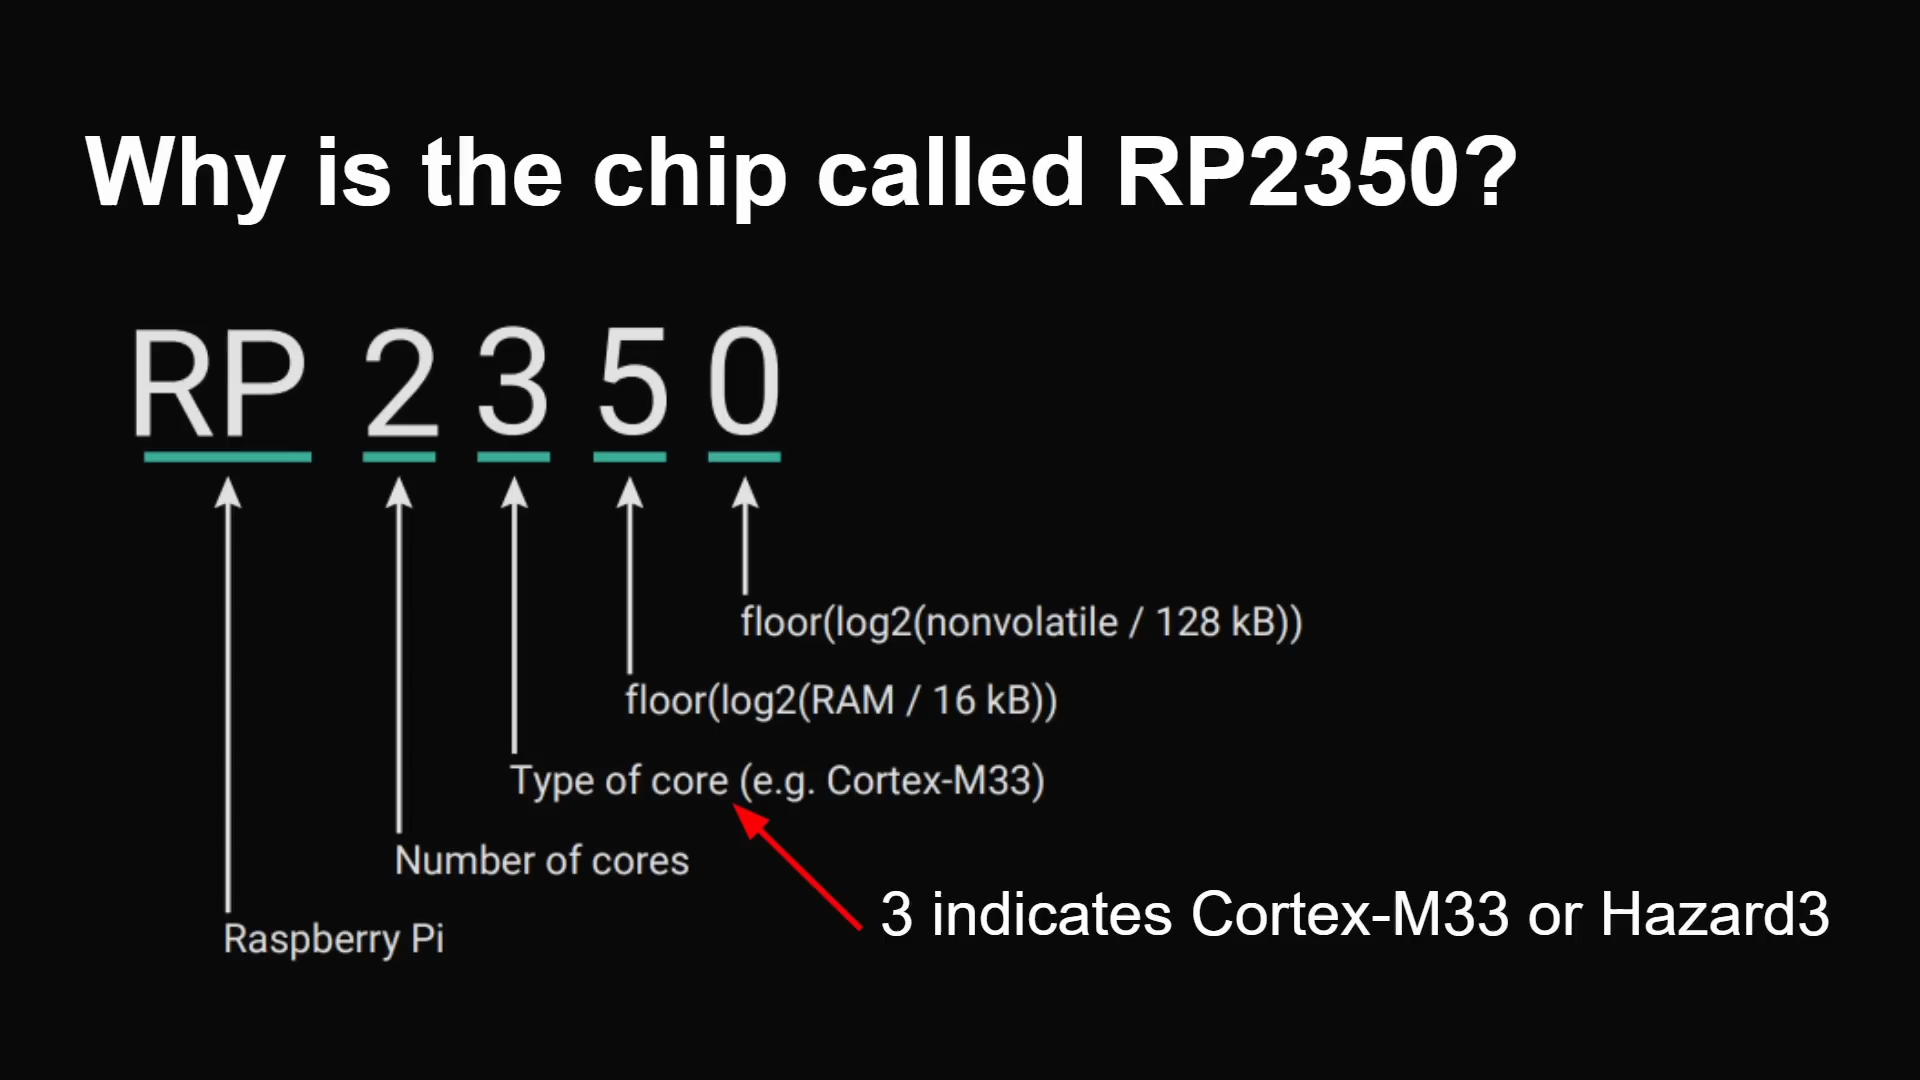 Why is the chip called RP2350?
RP 2 3 5 0
floor(log2(nonvolatile / 128 kB))
floor(log2(RAM / 16 kB))
Type of core (e.g. Cortex-M33)
Number of cores
3 indicates Cortex-M33 or Hazard3
Raspberry Pi